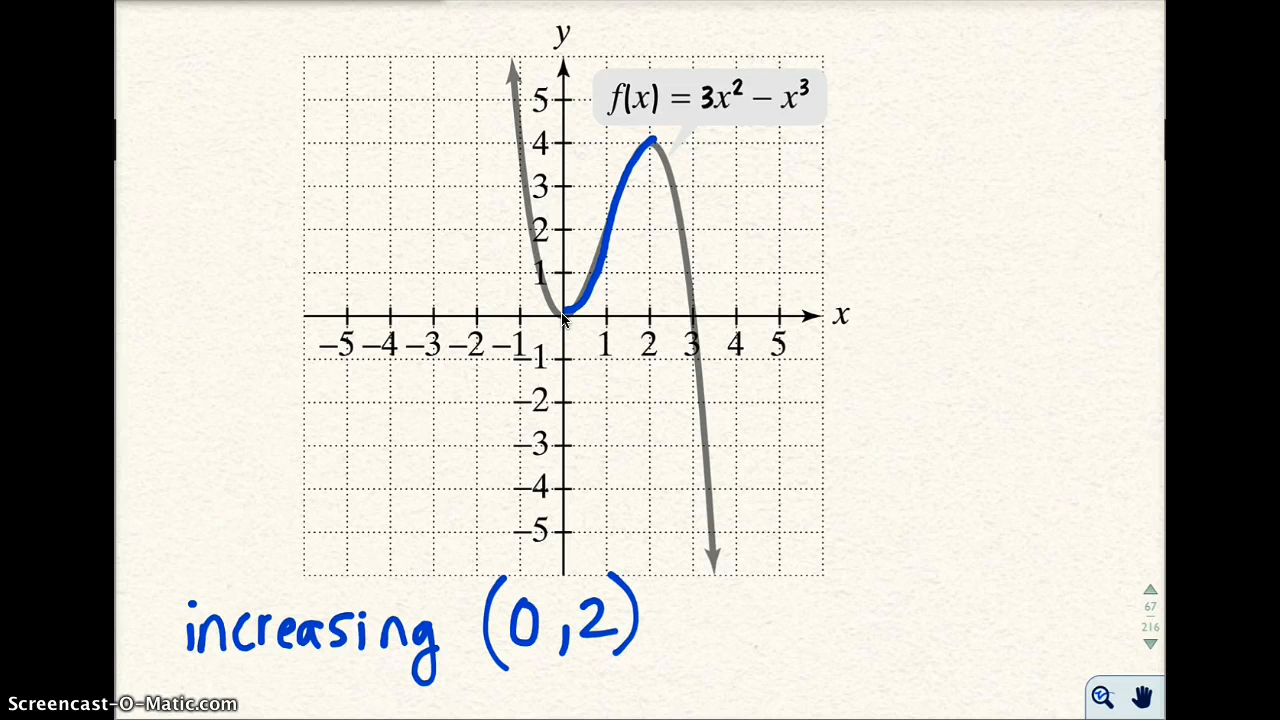 y
f(x) = 3x² − x³
5
4
3
2
1
−5 −4 −3 −2 −1 1 2 3 4 5 x
−1
−2
−3
−4
−5
increasing (0,2)
67
216
Screencast-O-Matic.com